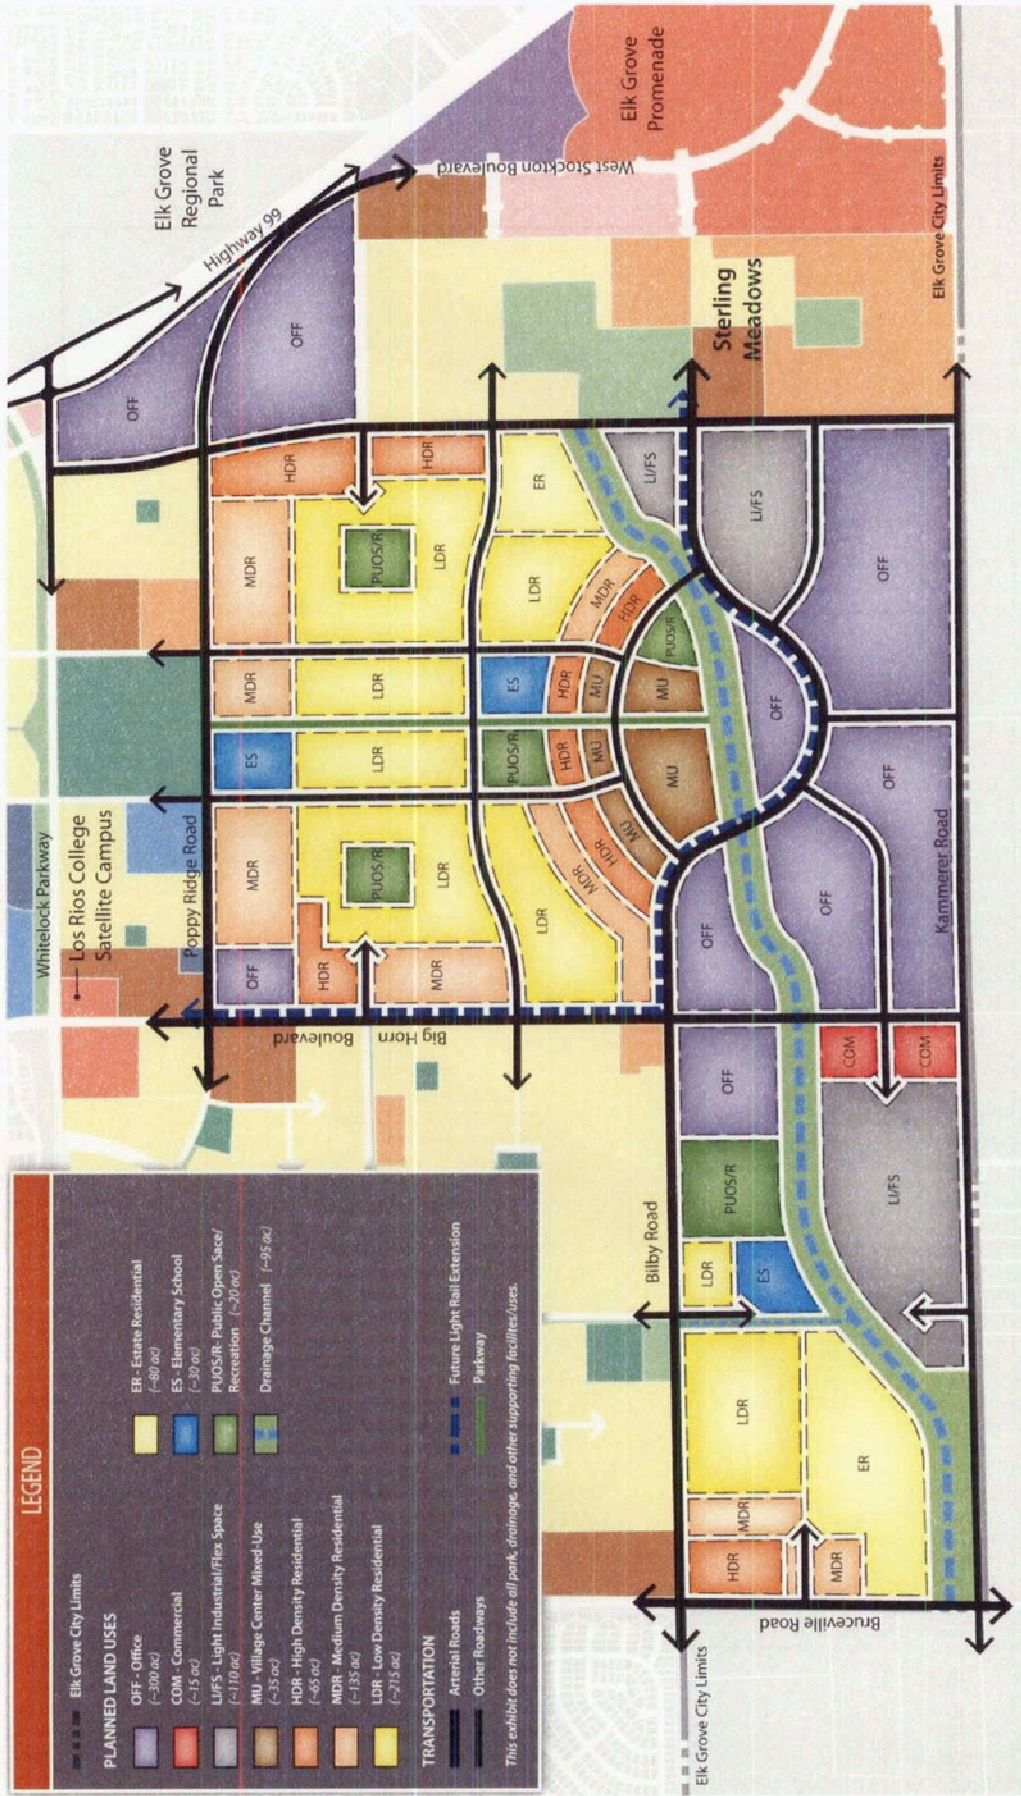 LEGEND
Elk Grove City Limits
PLANNED LAND USES
OFF - Office
(~300 ac)
COM - Commercial
(~15 ac)
LI/FS - Light Industrial/Flex Space
(~110 ac)
MU - Village Center Mixed-Use
(~35 ac)
HDR - High Density Residential
(~65 ac)
MDR - Medium Density Residential
(~135 ac)
LDR - Low Density Residential
(~215 ac)
ER - Estate Residential
(~80 ac)
ES - Elementary School
(~30 ac)
PUOS/R - Public Open Sace/
Recreation (~20 ac)
Drainage Channel (~95 ac)
TRANSPORTATION
Arterial Roads
Other Roadways
Future Light Rail Extension
Parkway
This exhibit does not include all park, drainage, and other supporting facilites/uses.
Whitelock Parkway
Los Rios College
Satellite Campus
Poppy Ridge Road
Elk Grove
Regional
Park
Highway 99
West Stockton Boulevard
Elk Grove
Promenade
Sterling
Meadows
Elk Grove City Limits
Kammerer Road
Big Horn
Boulevard
Bilby Road
Bruceville Road
Elk Grove City Limits
OFF
OFF
HDR
HDR
MDR
PUOS/R
LDR
MDR
LDR
ES
LDR
MDR
PUOS/R
LDR
OFF
HDR
MDR
ER
LDR
MDR
HDR
PUOS/R
ES
HDR
MU
MU
PUOS/R
HDR
MU
MU
LDR
MDR
HDR
MU
LI/FS
LI/FS
OFF
OFF
OFF
OFF
OFF
OFF
COM
COM
PUOS/R
LDR
ES
LI/FS
LDR
ER
MDR
HDR
MDR